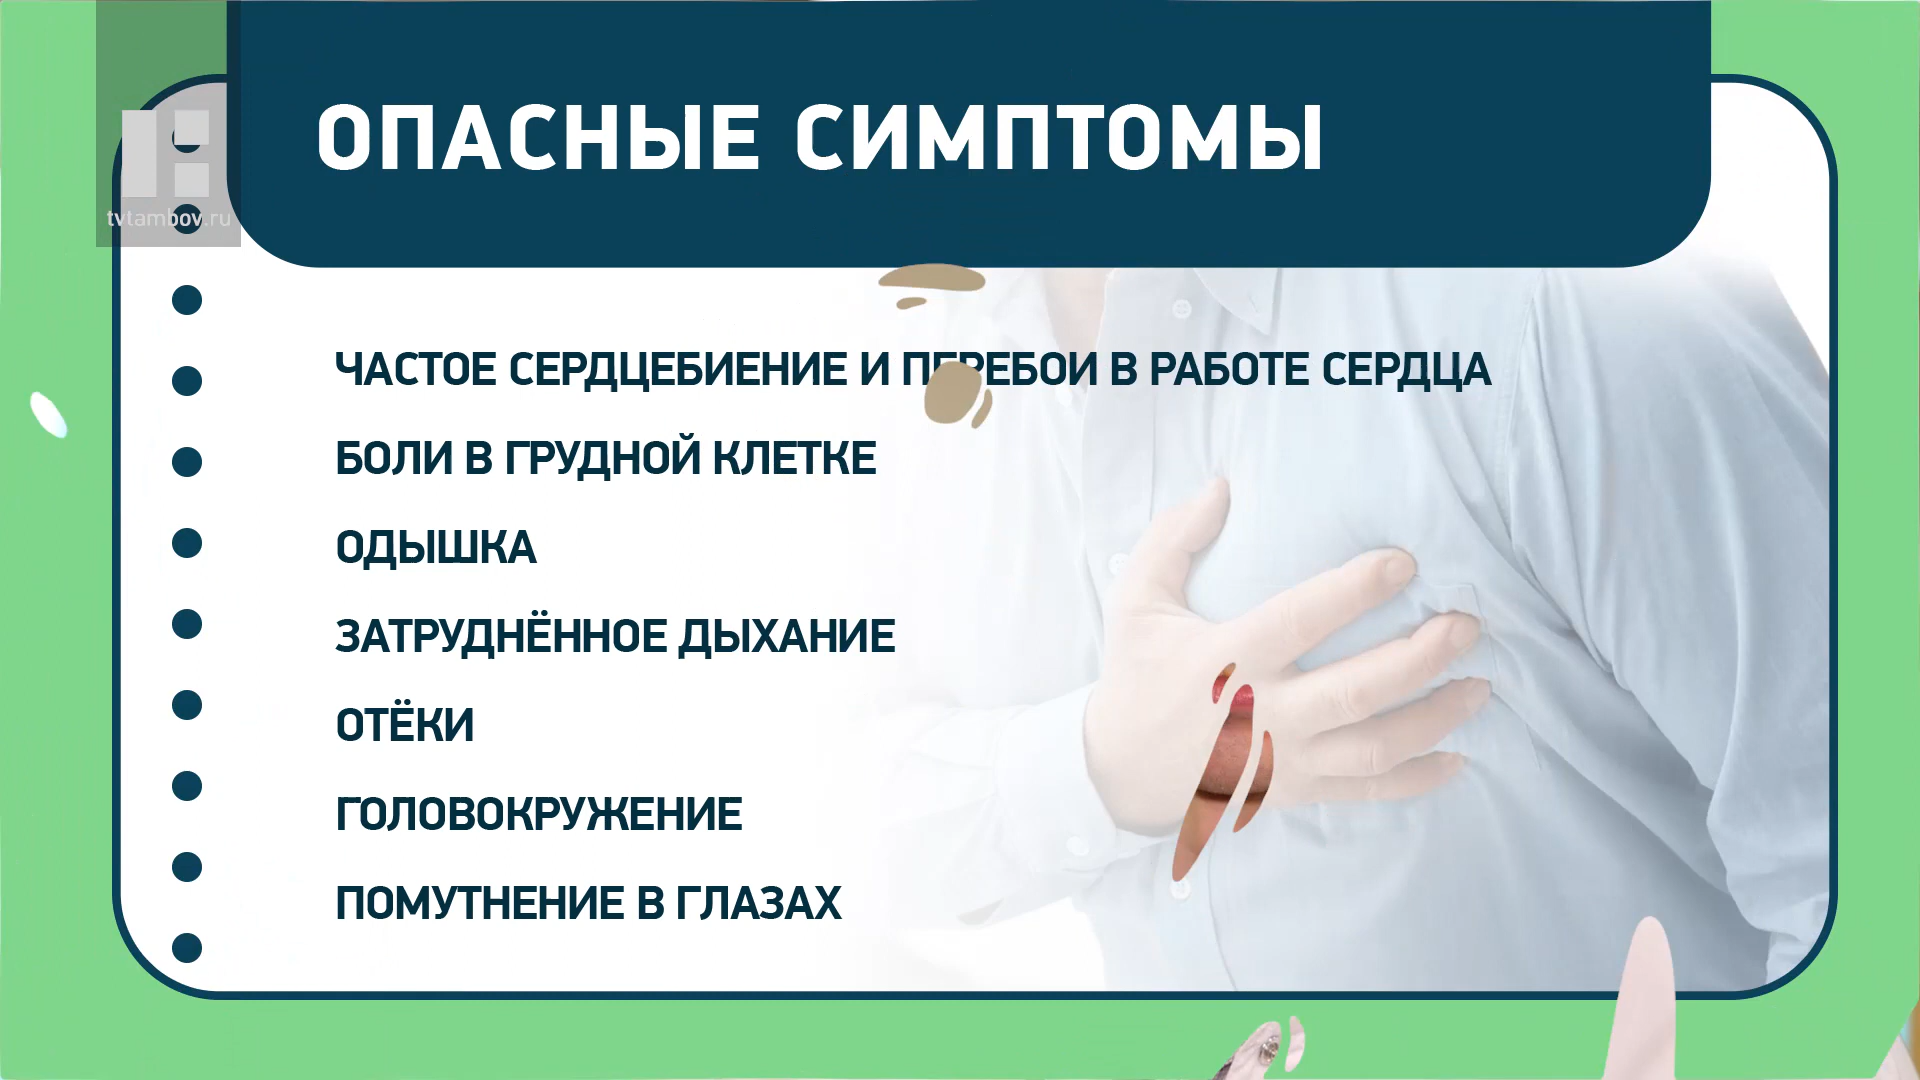 ОПАСНЫЕ СИМПТОМЫ
tvtambov.ru
ЧАСТОЕ СЕРДЦЕБИЕНИЕ И ПЕРЕБОИ В РАБОТЕ СЕРДЦА
БОЛИ В ГРУДНОЙ КЛЕТКЕ
ОДЫШКА
ЗАТРУДНЁННОЕ ДЫХАНИЕ
ОТЁКИ
ГОЛОВОКРУЖЕНИЕ
ПОМУТНЕНИЕ В ГЛАЗАХ